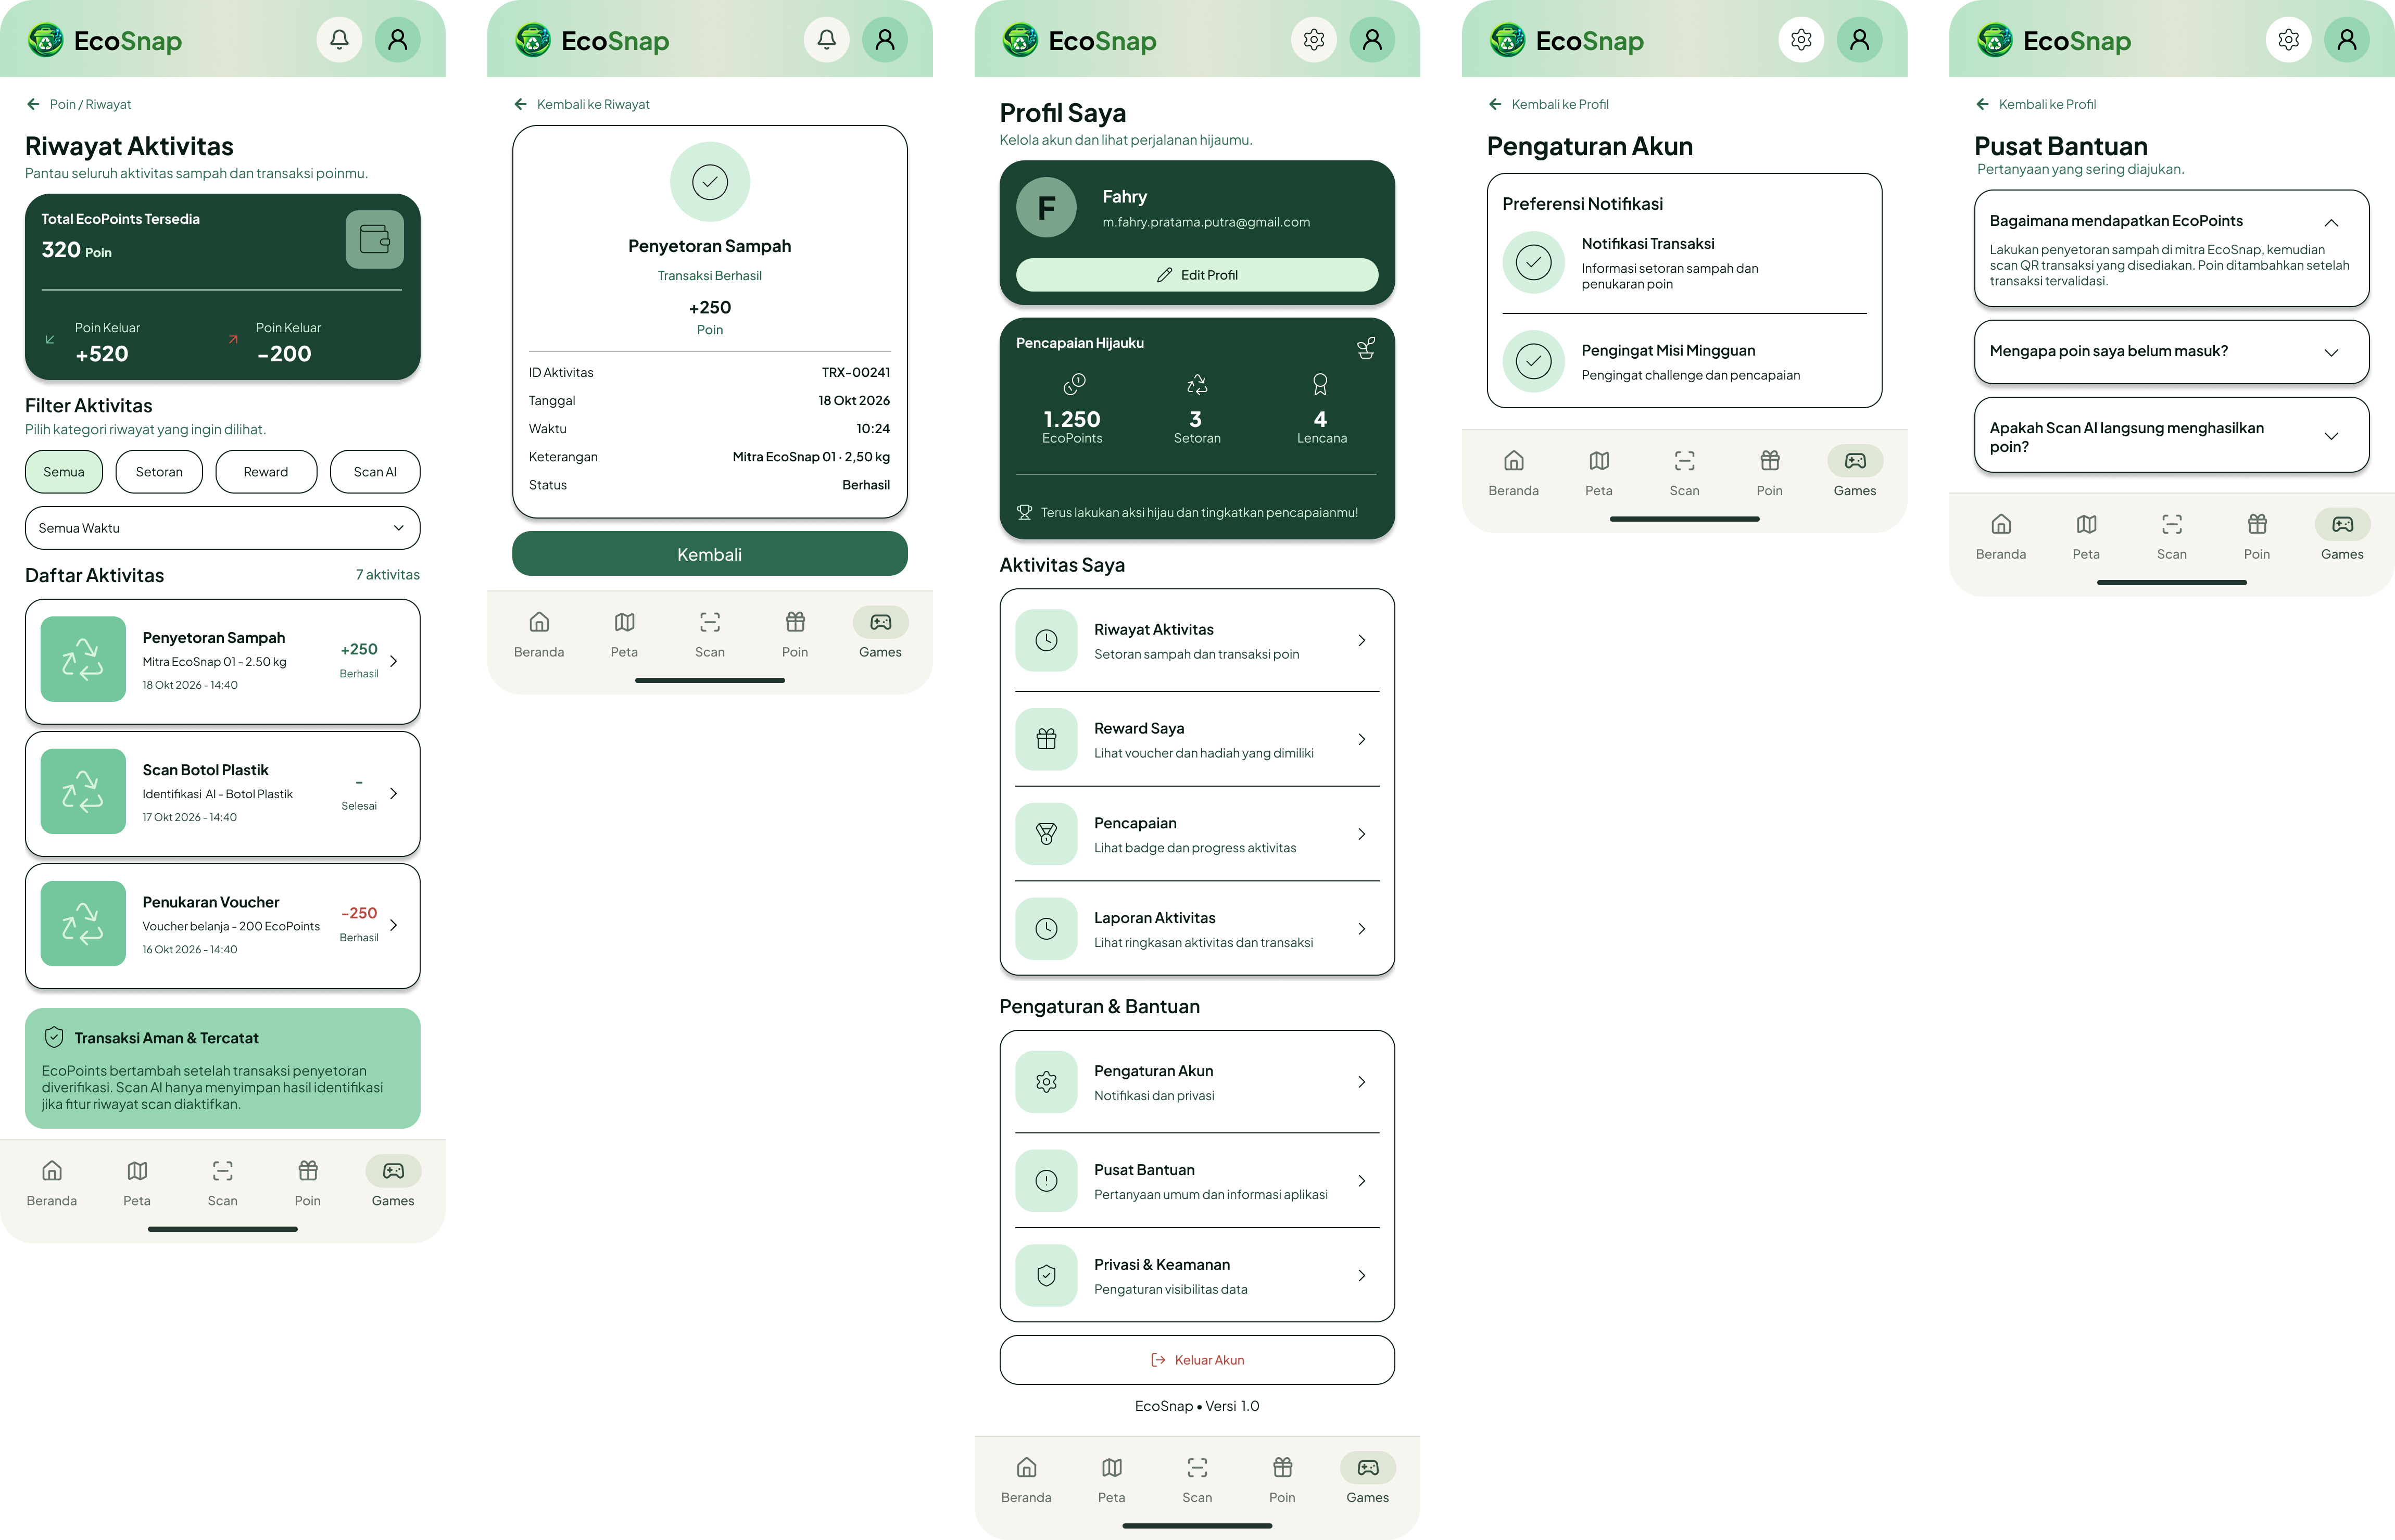 EcoSnap
Poin / Riwayat
Riwayat Aktivitas
Pantau seluruh aktivitas sampah dan transaksi poinmu.
Total EcoPoints Tersedia
320 Poin
Poin Keluar
+520
Poin Keluar
-200
Filter Aktivitas
Pilih kategori riwayat yang ingin dilihat.
Semua
Setoran
Reward
Scan AI
Semua Waktu
Daftar Aktivitas
7 aktivitas
Penyetoran Sampah
Mitra EcoSnap 01 - 2.50 kg
18 Okt 2026 - 14:40
+250
Berhasil
Scan Botol Plastik
Identifikasi AI - Botol Plastik
17 Okt 2026 - 14:40
-
Selesai
Penukaran Voucher
Voucher belanja - 200 EcoPoints
16 Okt 2026 - 14:40
-250
Berhasil
Transaksi Aman & Tercatat
EcoPoints bertambah setelah transaksi penyetoran
diverifikasi. Scan AI hanya menyimpan hasil identifikasi
jika fitur riwayat scan diaktifkan.
Beranda
Peta
Scan
Poin
Games
EcoSnap
Kembali ke Riwayat
Penyetoran Sampah
Transaksi Berhasil
+250
Poin
ID Aktivitas TRX-00241
Tanggal 18 Okt 2026
Waktu 10:24
Keterangan Mitra EcoSnap 01 · 2,50 kg
Status Berhasil
Kembali
Beranda
Peta
Scan
Poin
Games
EcoSnap
Profil Saya
Kelola akun dan lihat perjalanan hijaumu.
F
Fahry
m.fahry.pratama.putra@gmail.com
Edit Profil
Pencapaian Hijauku
1.250
EcoPoints
3
Setoran
4
Lencana
Terus lakukan aksi hijau dan tingkatkan pencapaianmu!
Aktivitas Saya
Riwayat Aktivitas
Setoran sampah dan transaksi poin
Reward Saya
Lihat voucher dan hadiah yang dimiliki
Pencapaian
Lihat badge dan progress aktivitas
Laporan Aktivitas
Lihat ringkasan aktivitas dan transaksi
Pengaturan & Bantuan
Pengaturan Akun
Notifikasi dan privasi
Pusat Bantuan
Pertanyaan umum dan informasi aplikasi
Privasi & Keamanan
Pengaturan visibilitas data
Keluar Akun
EcoSnap • Versi 1.0
Beranda
Peta
Scan
Poin
Games
EcoSnap
Kembali ke Profil
Pengaturan Akun
Preferensi Notifikasi
Notifikasi Transaksi
Informasi setoran sampah dan
penukaran poin
Pengingat Misi Mingguan
Pengingat challenge dan pencapaian
Beranda
Peta
Scan
Poin
Games
EcoSnap
Kembali ke Profil
Pusat Bantuan
Pertanyaan yang sering diajukan.
Bagaimana mendapatkan EcoPoints
Lakukan penyetoran sampah di mitra EcoSnap, kemudian
scan QR transaksi yang disediakan. Poin ditambahkan setelah
transaksi tervalidasi.
Mengapa poin saya belum masuk?
Apakah Scan AI langsung menghasilkan
poin?
Beranda
Peta
Scan
Poin
Games